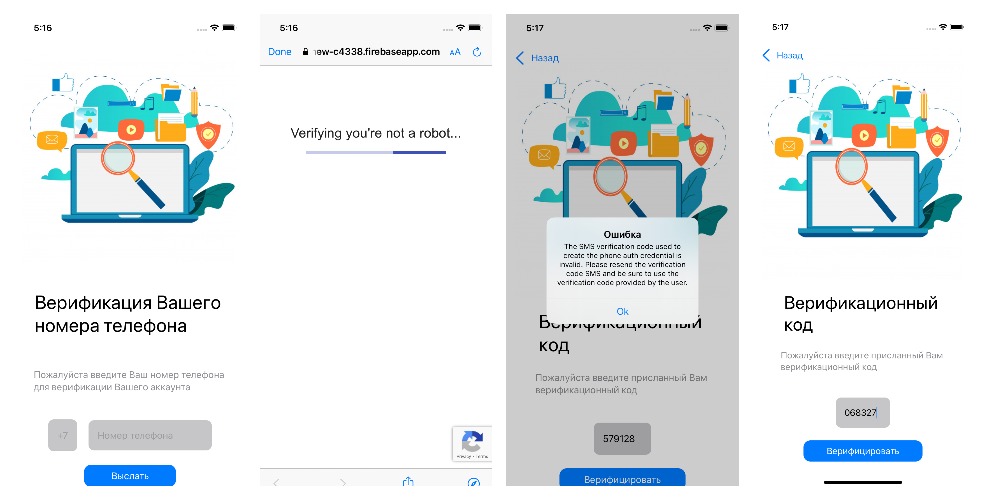 5:16
Верификация Вашего
номера телефона
Пожалуйста введите Ваш номер телефона
для верификации Вашего аккаунта
+7
Номер телефона
Выслать
5:16
Done
new-c4338.firebaseapp.com
AA
Verifying you're not a robot...
Privacy - Terms
5:17
Назад
Ошибка
The SMS verification code used to
create the phone auth credential is
invalid. Please resend the verification
code SMS and be sure to use the
verification code provided by the user.
Ok
Верификационный
код
Пожалуйста введите присланный Вам
верификационный код
579128
Верифицировать
5:17
Назад
Верификационный
код
Пожалуйста введите присланный Вам
верификационный код
068327
Верифицировать